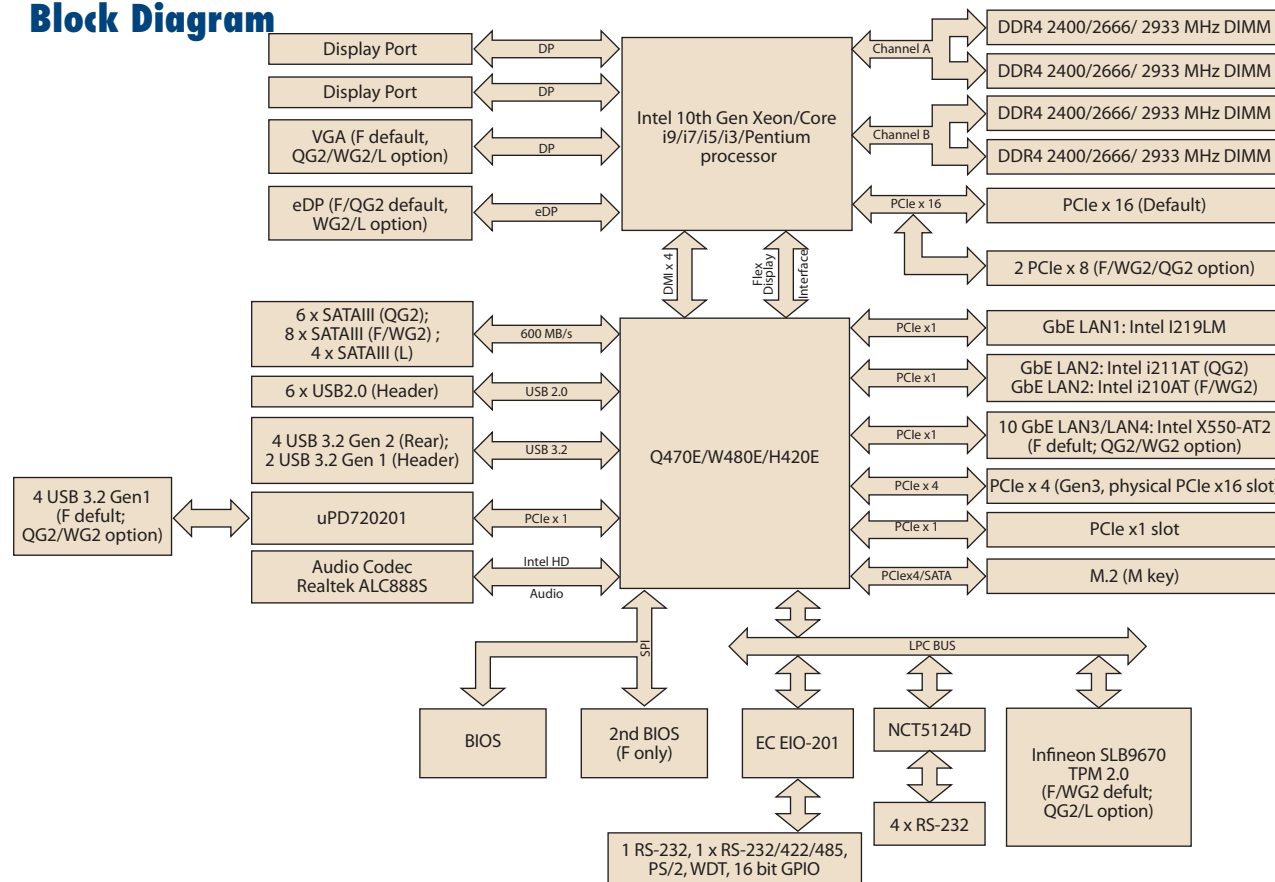 Block Diagram
Display Port
DP
Display Port
DP
VGA (F default,
QG2/WG2/L option)
DP
eDP (F/QG2 default,
WG2/L option)
eDP
Intel 10th Gen Xeon/Core
i9/i7/i5/i3/Pentium
processor
Channel A
DDR4 2400/2666/ 2933 MHz DIMM
DDR4 2400/2666/ 2933 MHz DIMM
Channel B
DDR4 2400/2666/ 2933 MHz DIMM
DDR4 2400/2666/ 2933 MHz DIMM
PCIe x 16
PCIe x 16 (Default)
2 PCIe x 8 (F/WG2/QG2 option)
DMI x 4
Flex
Display
Interface
6 x SATAIII (QG2);
8 x SATAIII (F/WG2) ;
4 x SATAIII (L)
600 MB/s
6 x USB2.0 (Header)
USB 2.0
4 USB 3.2 Gen 2 (Rear);
2 USB 3.2 Gen 1 (Header)
USB 3.2
4 USB 3.2 Gen1
(F defult;
QG2/WG2 option)
uPD720201
PCIe x 1
Audio Codec
Realtek ALC888S
Intel HD
Audio
Q470E/W480E/H420E
PCIe x1
GbE LAN1: Intel I219LM
PCIe x1
GbE LAN2: Intel i211AT (QG2)
GbE LAN2: Intel i210AT (F/WG2)
PCIe x1
10 GbE LAN3/LAN4: Intel X550-AT2
(F defult; QG2/WG2 option)
PCIe x 4
PCIe x 4 (Gen3, physical PCIe x16 slot
PCIe x 1
PCIe x1 slot
PCIex4/SATA
M.2 (M key)
SPI
LPC BUS
BIOS
2nd BIOS
(F only)
EC EIO-201
NCT5124D
Infineon SLB9670
TPM 2.0
(F/WG2 defult;
QG2/L option)
4 x RS-232
1 RS-232, 1 x RS-232/422/485,
PS/2, WDT, 16 bit GPIO